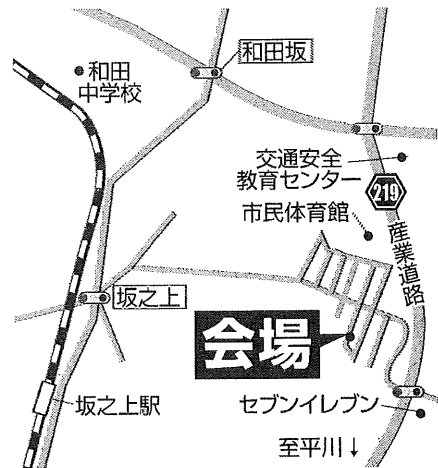 和田坂
和田
中学校
交通安全
教育センター
219
市民体育館
産業道路
坂之上
会場
坂之上駅
セブンイレブン
至平川↓